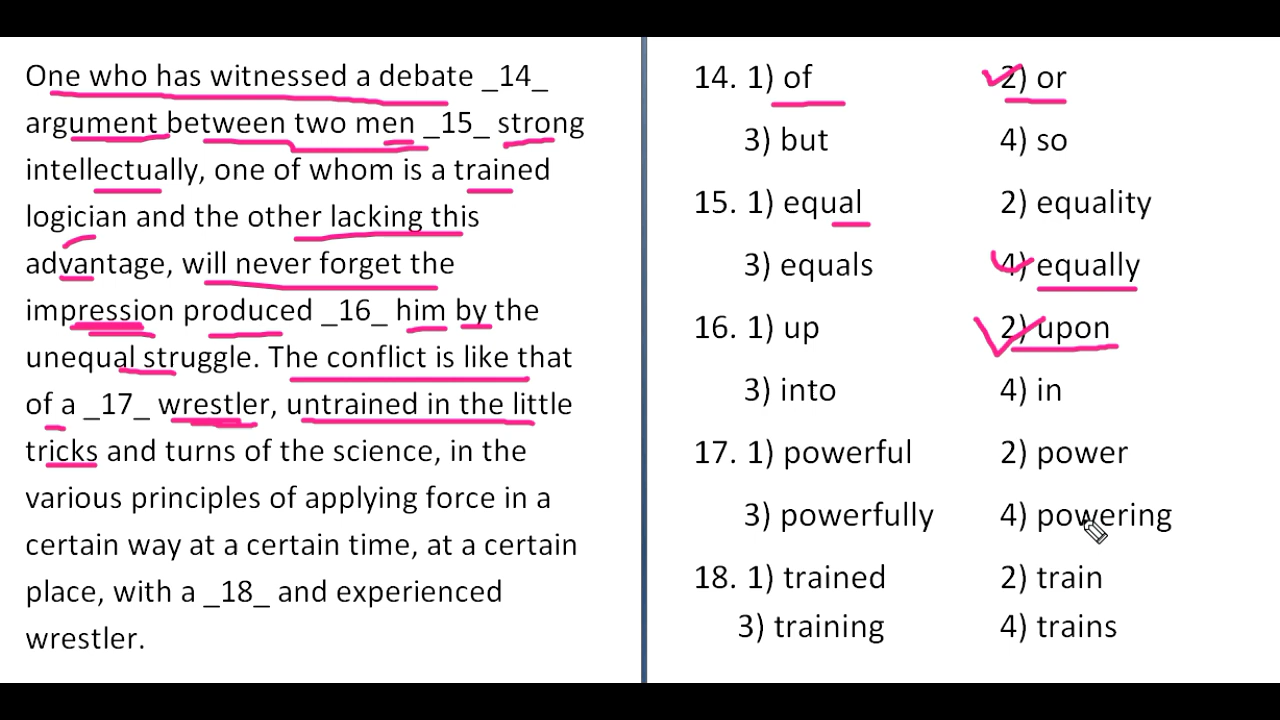 One who has witnessed a debate _14_
argument between two men _15_ strong
intellectually, one of whom is a trained
logician and the other lacking this
advantage, will never forget the
impression produced _16_ him by the
unequal struggle. The conflict is like that
of a _17_ wrestler, untrained in the little
tricks and turns of the science, in the
various principles of applying force in a
certain way at a certain time, at a certain
place, with a _18_ and experienced
wrestler.
14. 1) of 2) or
3) but 4) so
15. 1) equal 2) equality
3) equals 4) equally
16. 1) up 2) upon
3) into 4) in
17. 1) powerful 2) power
3) powerfully 4) powering
18. 1) trained 2) train
3) training 4) trains